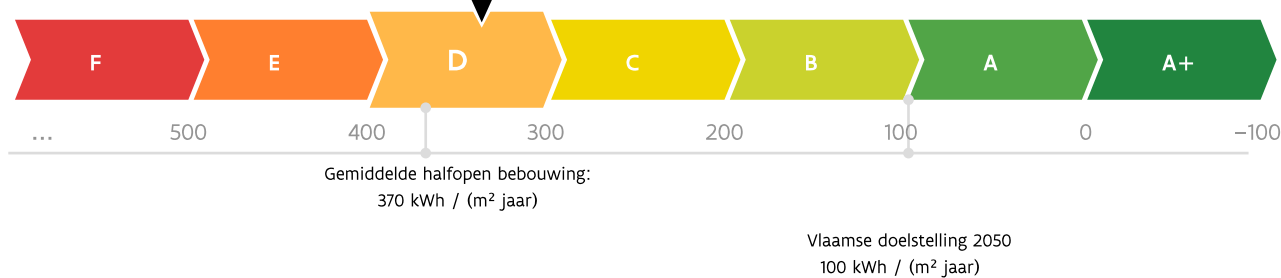 F E D C B A A+
... 500 400 300 200 100 0 −100
Gemiddelde halfopen bebouwing:
370 kWh / (m² jaar)
Vlaamse doelstelling 2050
100 kWh / (m² jaar)